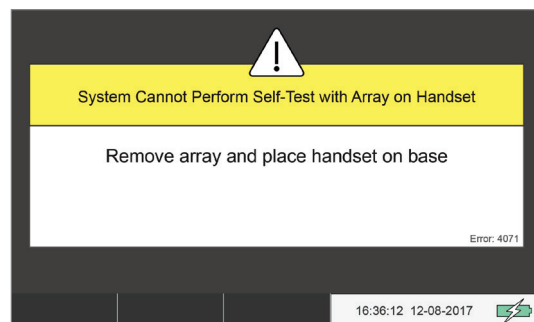 System Cannot Perform Self-Test with Array on Handset
Remove array and place handset on base
Error: 4071
16:36:12 12-08-2017